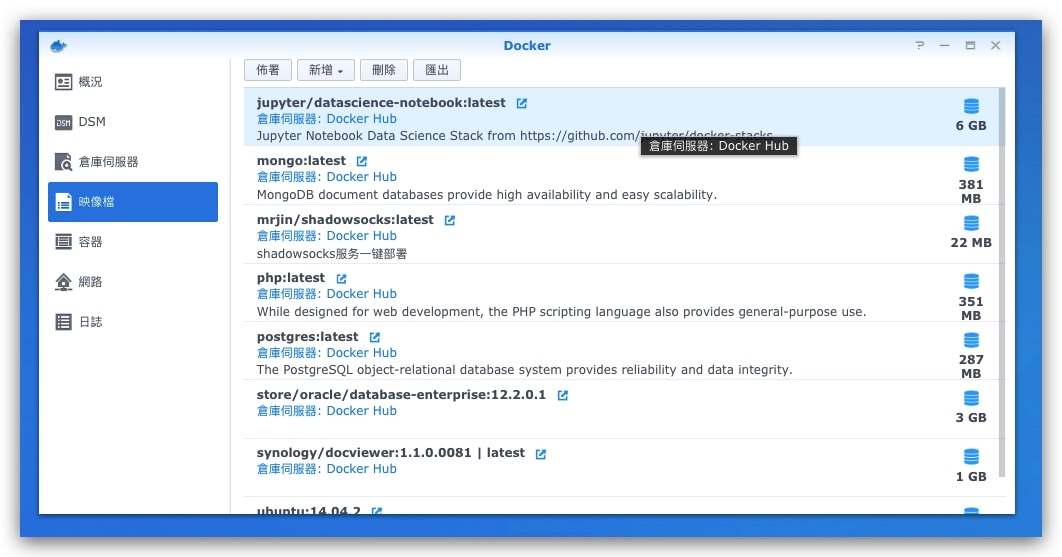 Docker
概況
DSM
倉庫伺服器
映像檔
容器
網路
日誌
佈署 新增 刪除 匯出
jupyter/datascience-notebook:latest
倉庫伺服器: Docker Hub
Jupyter Notebook Data Science Stack from https://github.com/jupyter/docker-stacks
6 GB
倉庫伺服器: Docker Hub
mongo:latest
倉庫伺服器: Docker Hub
MongoDB document databases provide high availability and easy scalability.
381
MB
mrjin/shadowsocks:latest
倉庫伺服器: Docker Hub
shadowsocks服务一键部署
22 MB
php:latest
倉庫伺服器: Docker Hub
While designed for web development, the PHP scripting language also provides general-purpose use.
351
MB
postgres:latest
倉庫伺服器: Docker Hub
The PostgreSQL object-relational database system provides reliability and data integrity.
287
MB
store/oracle/database-enterprise:12.2.0.1
倉庫伺服器: Docker Hub
3 GB
synology/docviewer:1.1.0.0081 | latest
倉庫伺服器: Docker Hub
1 GB
ubuntu:14.04.2